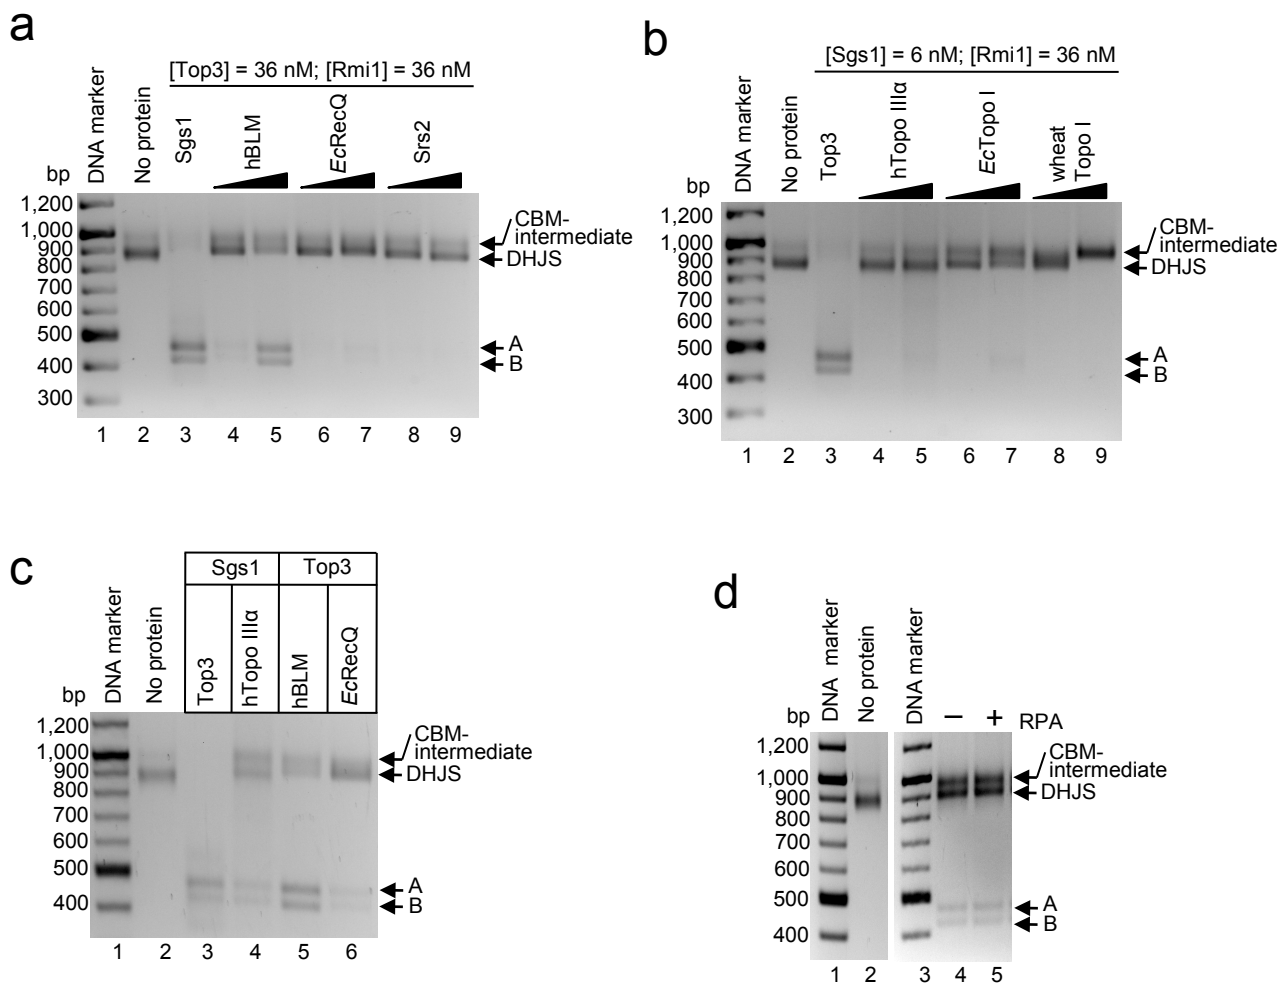 a
[Top3] = 36 nM; [Rmi1] = 36 nM
DNA marker
No protein
Sgs1
hBLM
EcRecQ
Srs2
bp
1,200
1,000
900
800
700
600
500
400
300
CBM-
intermediate
DHJS
A
B
1 2 3 4 5 6 7 8 9
b
[Sgs1] = 6 nM; [Rmi1] = 36 nM
DNA marker
No protein
Top3
hTopo IIIα
EcTopo I
wheat
Topo I
bp
1,200
1,000
900
800
700
600
500
400
300
CBM-
intermediate
DHJS
A
B
1 2 3 4 5 6 7 8 9
c
Sgs1 Top3
DNA marker
No protein
Top3
hTopo IIIα
hBLM
EcRecQ
bp
1,200
1,000
900
800
700
600
500
400
CBM-
intermediate
DHJS
A
B
1 2 3 4 5 6
d
DNA marker
No protein
DNA marker
– + RPA
bp
1,200
1,000
900
800
700
600
500
400
CBM-
intermediate
DHJS
A
B
1 2 3 4 5